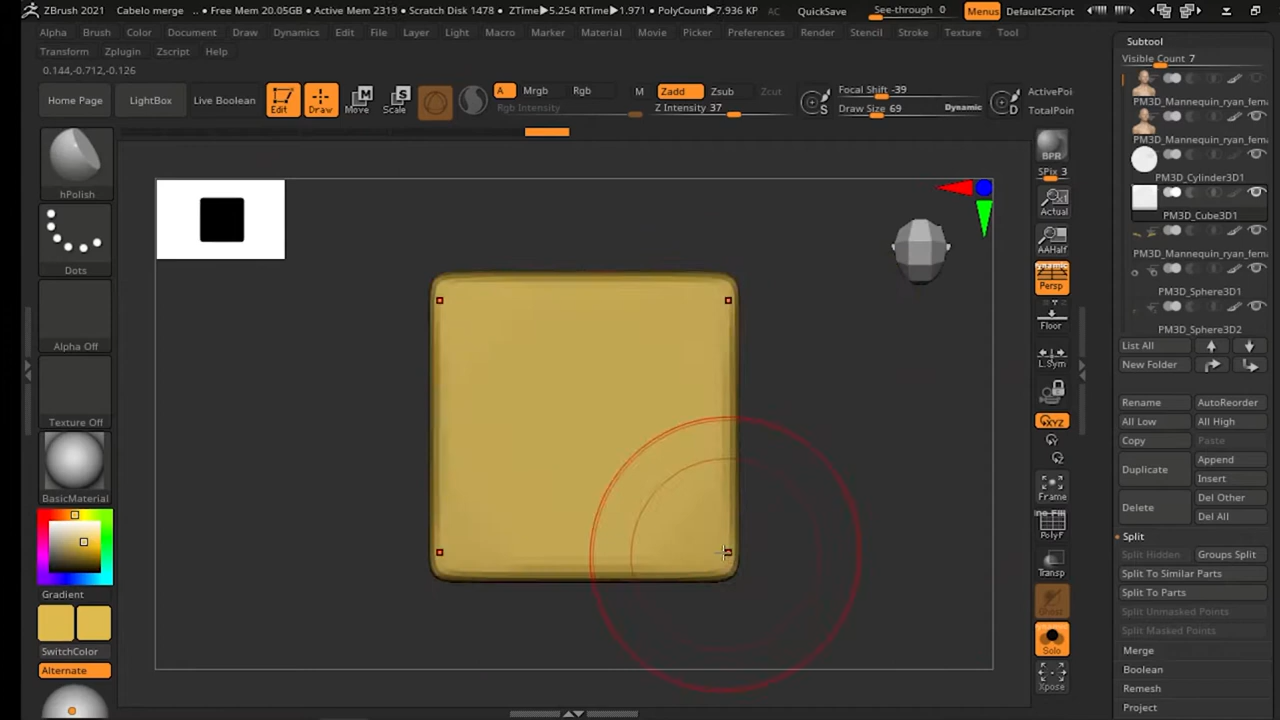 ZBrush 2021 Cabelo merge .. • Free Mem 20.05GB • Active Mem 2319 • Scratch Disk 1478 • ZTime▶5.254 RTime▶1.971 • PolyCount▶7.936 KP AC QuickSave See-through 0 Menus DefaultZScript
Alpha Brush Color Document Draw Dynamics Edit File Layer Light Macro Marker Material Movie Picker Preferences Render Stencil Stroke Texture Tool
Transform Zplugin Zscript Help
0.144,-0.712,-0.126
Home Page LightBox Live Boolean Edit Draw Move Scale
A Mrgb Rgb M Zadd Zsub Zcut
Rgb Intensity Z Intensity 37
Focal Shift -39
Draw Size 69 Dynamic
S D
ActivePoi
TotalPoin
hPolish
Dots
Alpha Off
Texture Off
BasicMaterial
Gradient
SwitchColor
Alternate
BPR
SPix 3
Actual
AAHalf
Dynamic
Persp
Floor
L.Sym
XYZ
Y
Z
Frame
PolyF
Transp
Ghost
Solo
Xpose
Subtool
Visible Count 7
PM3D_Mannequin_ryan_fem
PM3D_Mannequin_ryan_fem
PM3D_Cylinder3D1
PM3D_Cube3D1
PM3D_Mannequin_ryan_fem
PM3D_Sphere3D1
PM3D_Sphere3D2
List All
New Folder
Rename AutoReorder
All Low All High
Copy Paste
Duplicate Append
Insert
Delete Del Other
Del All
Split
Split Hidden Groups Split
Split To Similar Parts
Split To Parts
Split Unmasked Points
Split Masked Points
Merge
Boolean
Remesh
Project